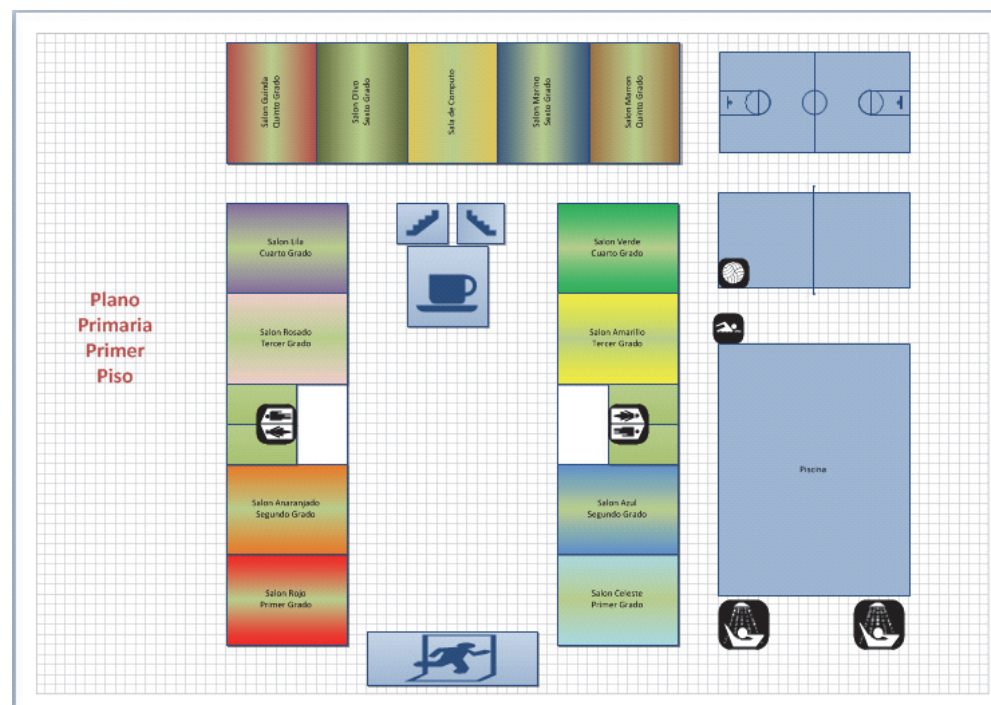 Salon Guinda
Quinto Grado
Salon Olivo
Sexto Grado
Sala de Computo
Salon Marino
Sexto Grado
Salon Marron
Quinto Grado
Salon Lila
Cuarto Grado
Salon Verde
Cuarto Grado
Plano
Primaria
Primer
Piso
Salon Rosado
Tercer Grado
Salon Amarillo
Tercer Grado
Piscina
Salon Anaranjado
Segundo Grado
Salon Azul
Segundo Grado
Salon Rojo
Primer Grado
Salon Celeste
Primer Grado